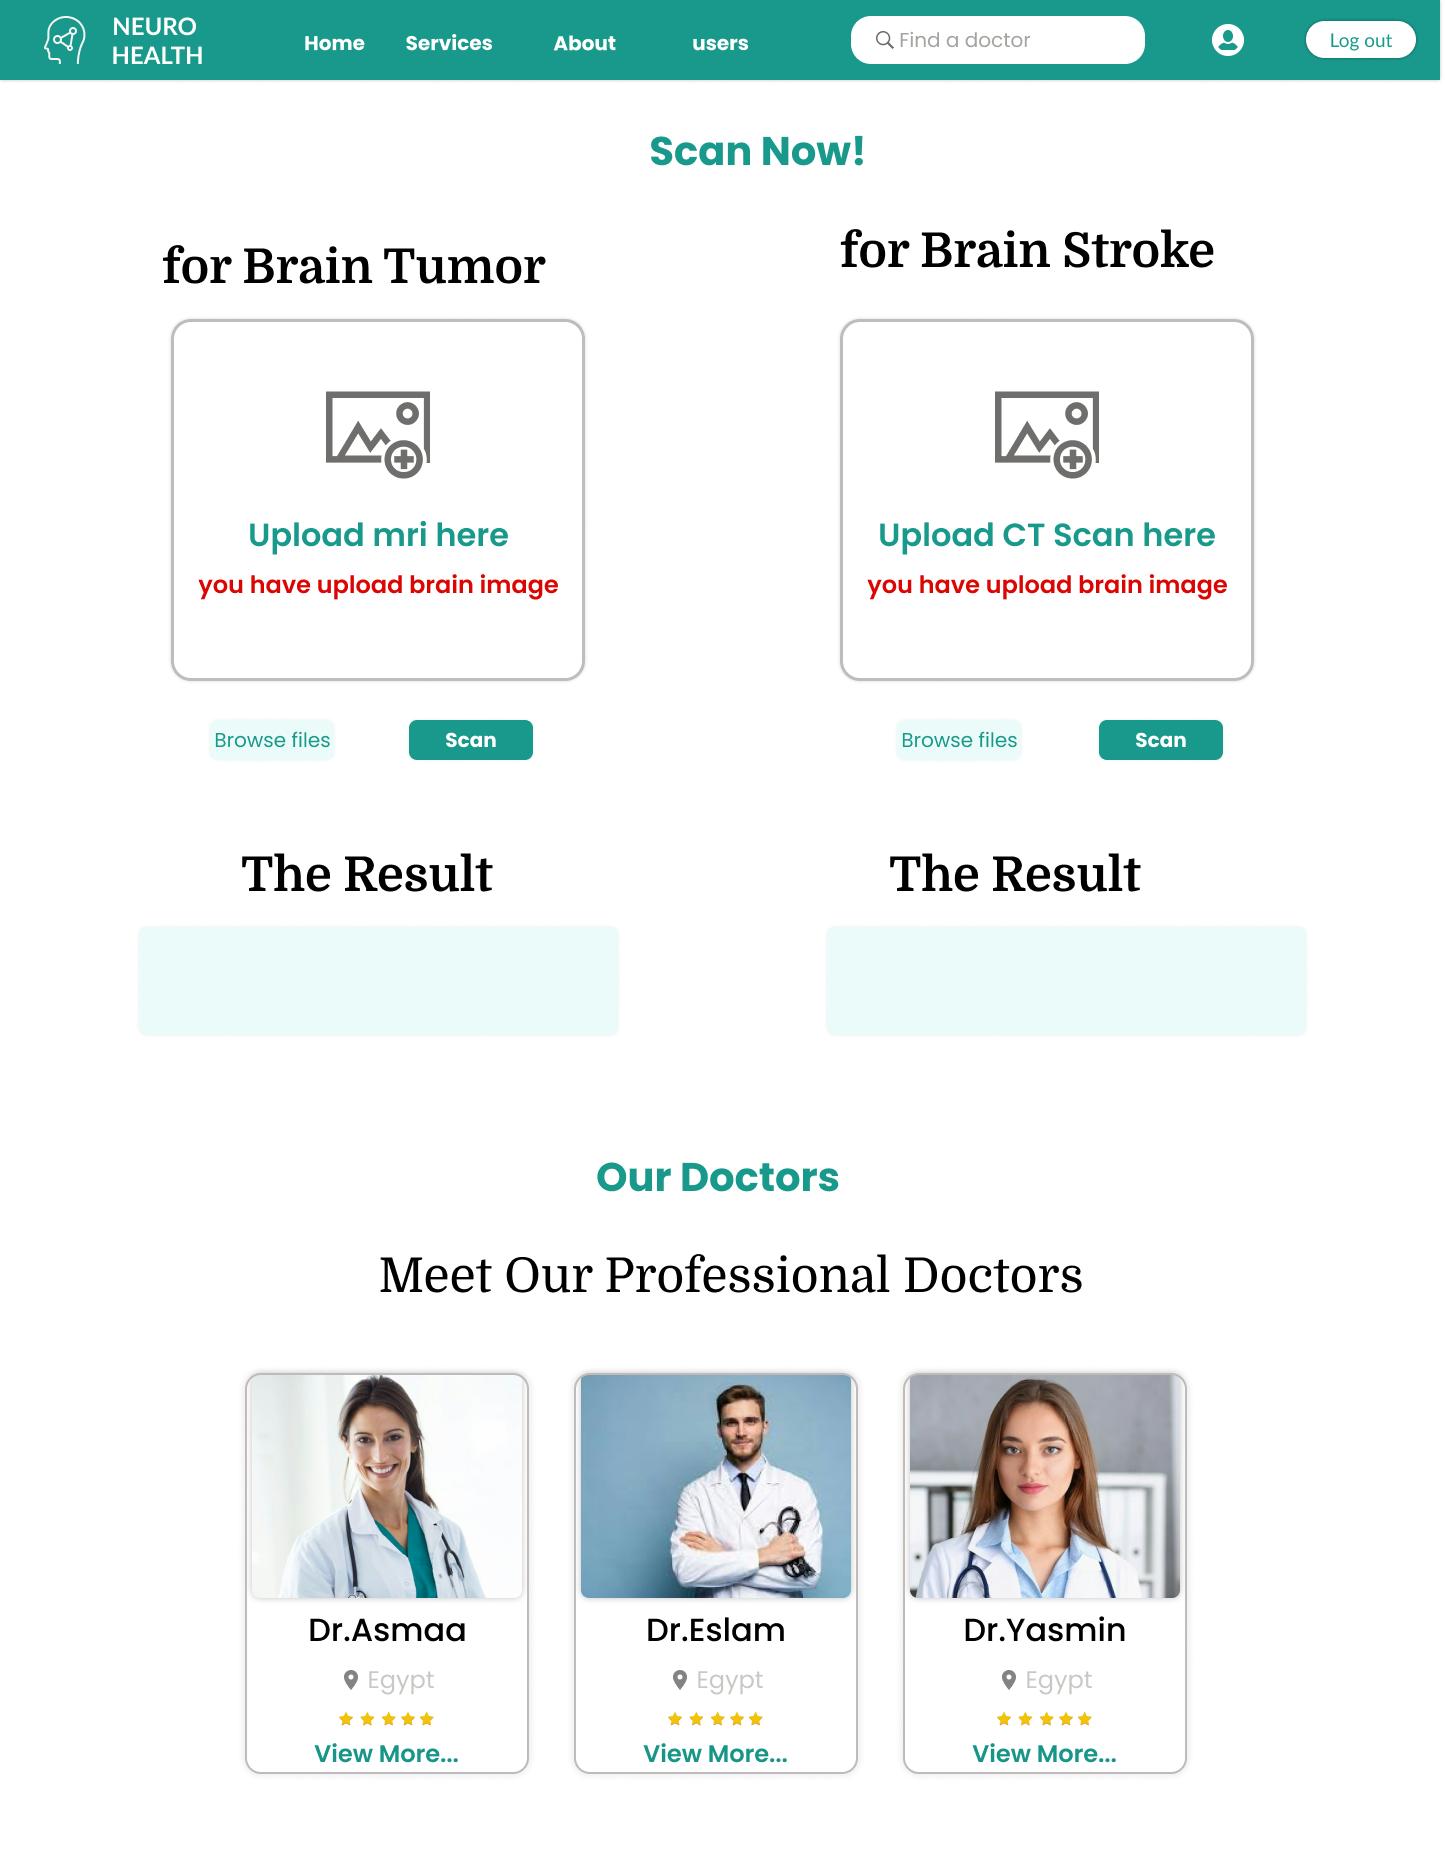 NEURO
HEALTH
Home Services About users
Find a doctor
Log out
Scan Now!
for Brain Tumor
for Brain Stroke
Upload mri here
you have upload brain image
Upload CT Scan here
you have upload brain image
Browse files Scan
Browse files Scan
The Result
The Result
Our Doctors
Meet Our Professional Doctors
Dr.Asmaa
Egypt
View More...
Dr.Eslam
Egypt
View More...
Dr.Yasmin
Egypt
View More...